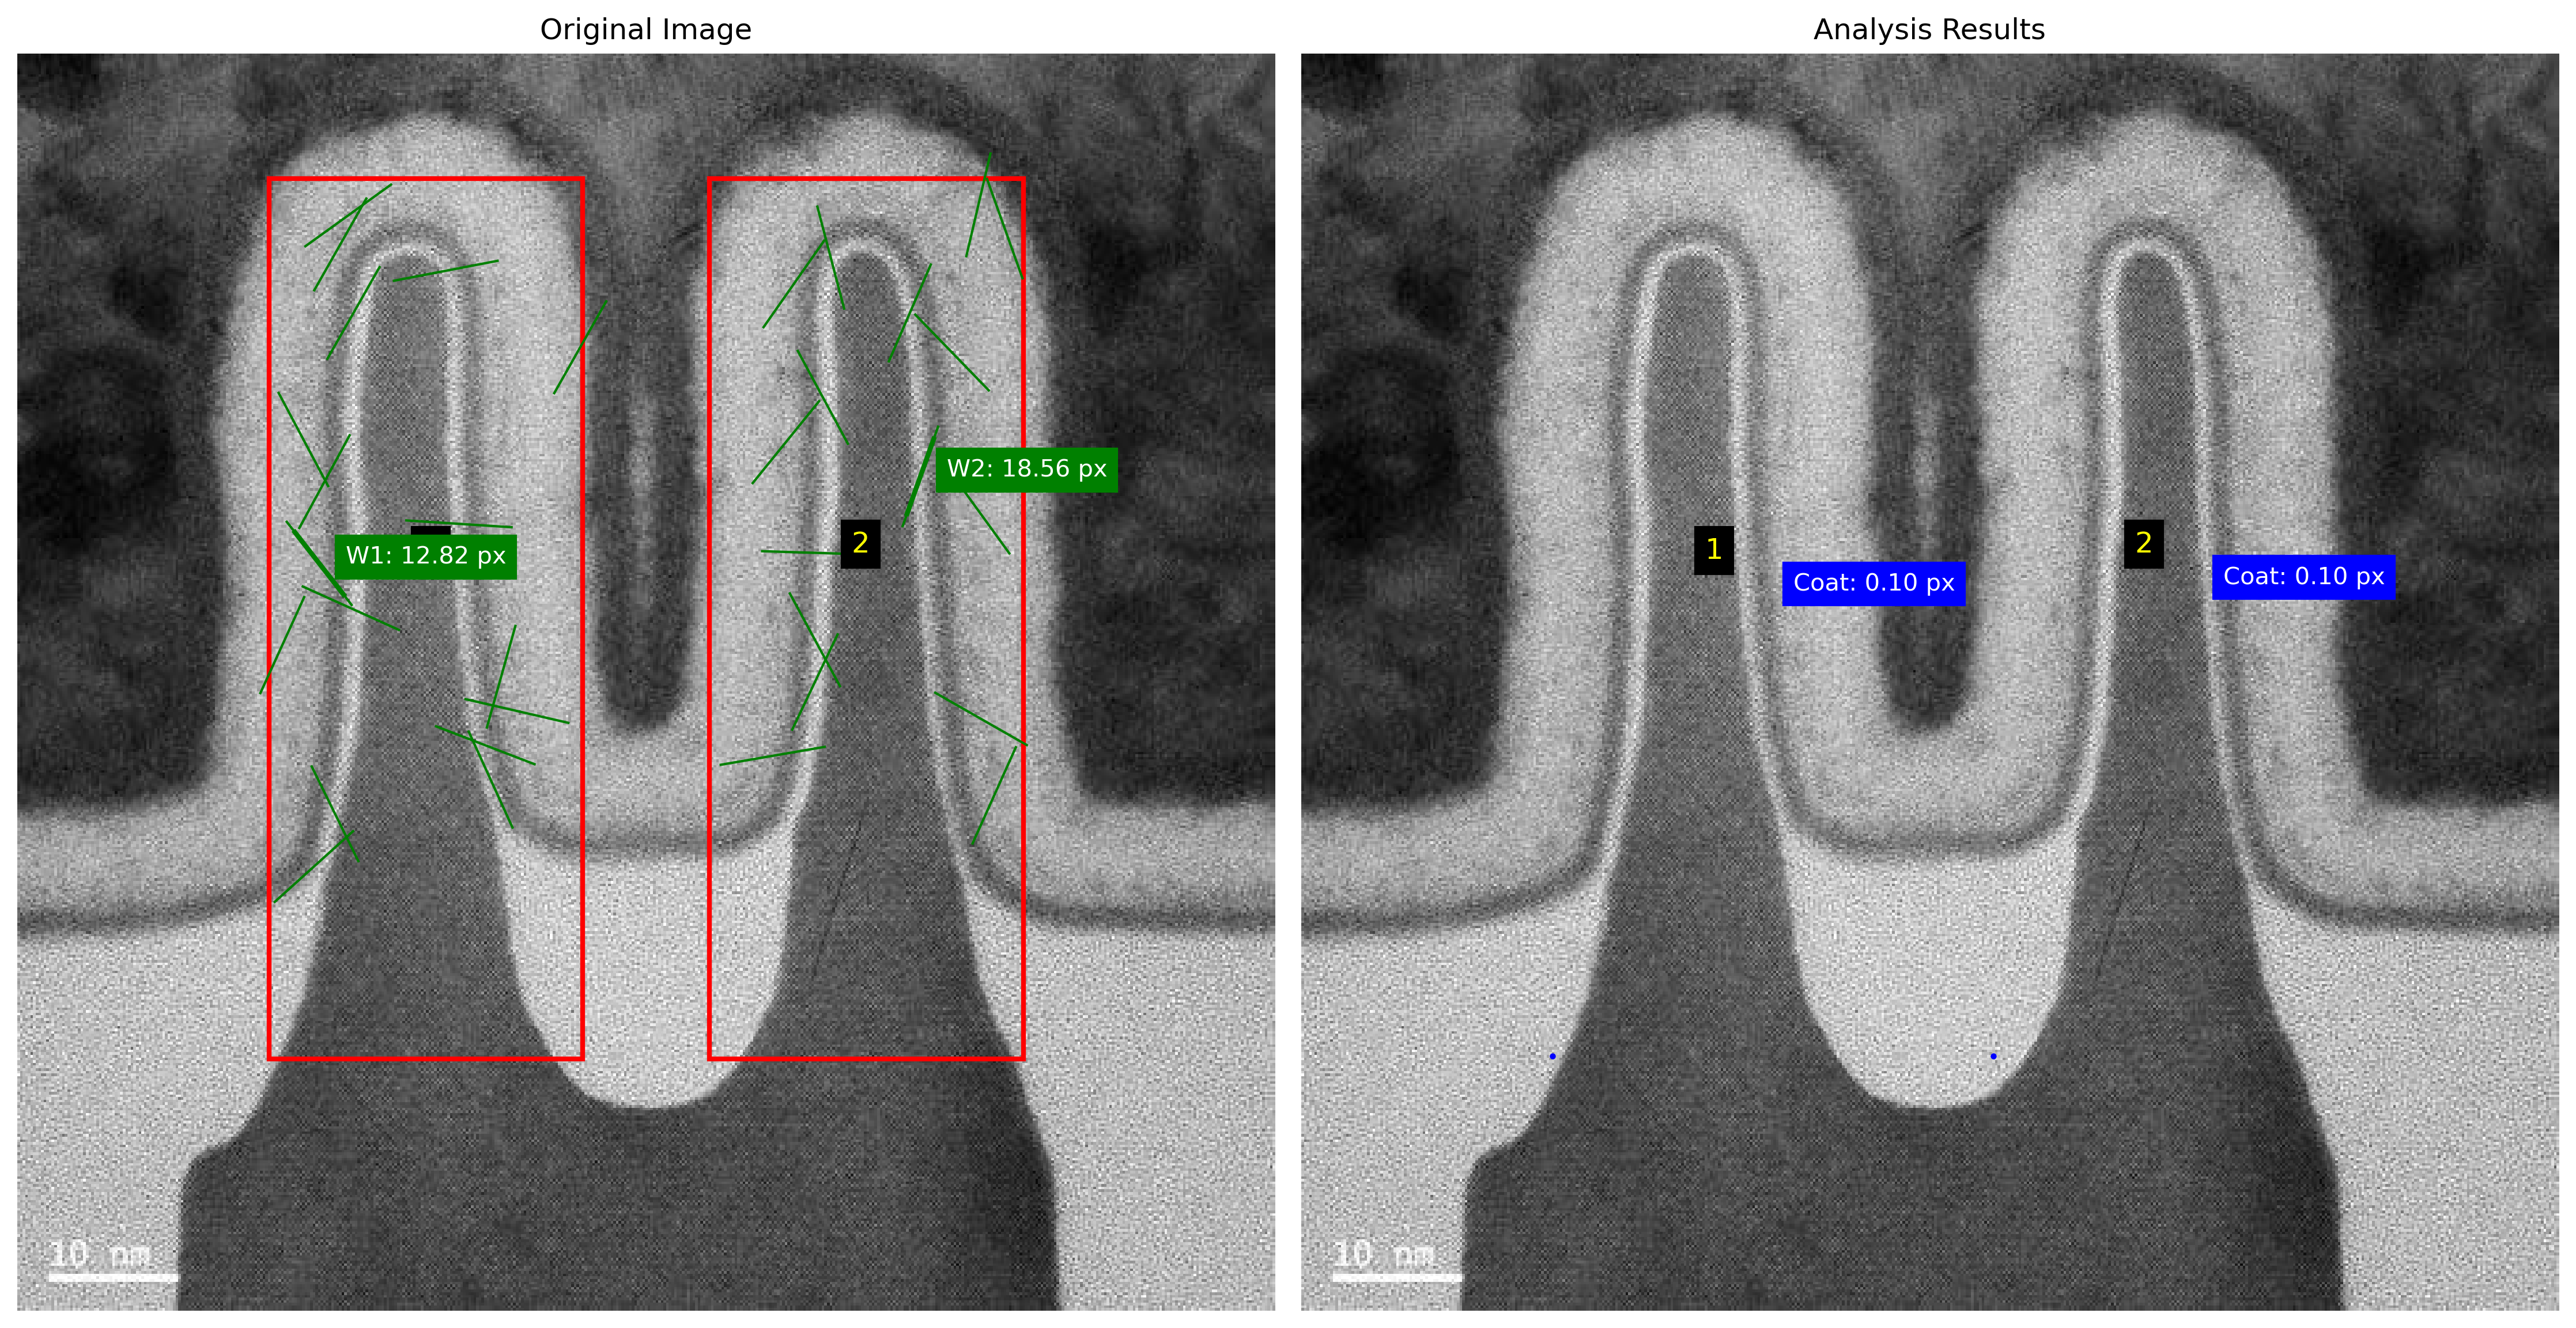 Original Image
Analysis Results
W2: 18.56 px
2
W1: 12.82 px
10 nm
1
2
Coat: 0.10 px
Coat: 0.10 px
10 nm